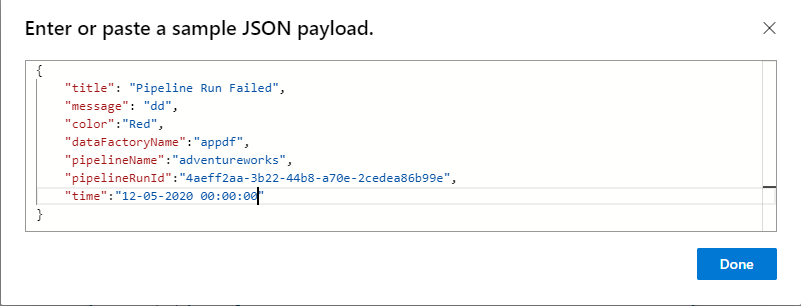 Enter or paste a sample JSON payload.
{
"title": "Pipeline Run Failed",
"message": "dd",
"color":"Red",
"dataFactoryName":"appdf",
"pipelineName":"adventureworks",
"pipelineRunId":"4aeff2aa-3b22-44b8-a70e-2cedea86b99e",
"time":"12-05-2020 00:00:00"
}
Done